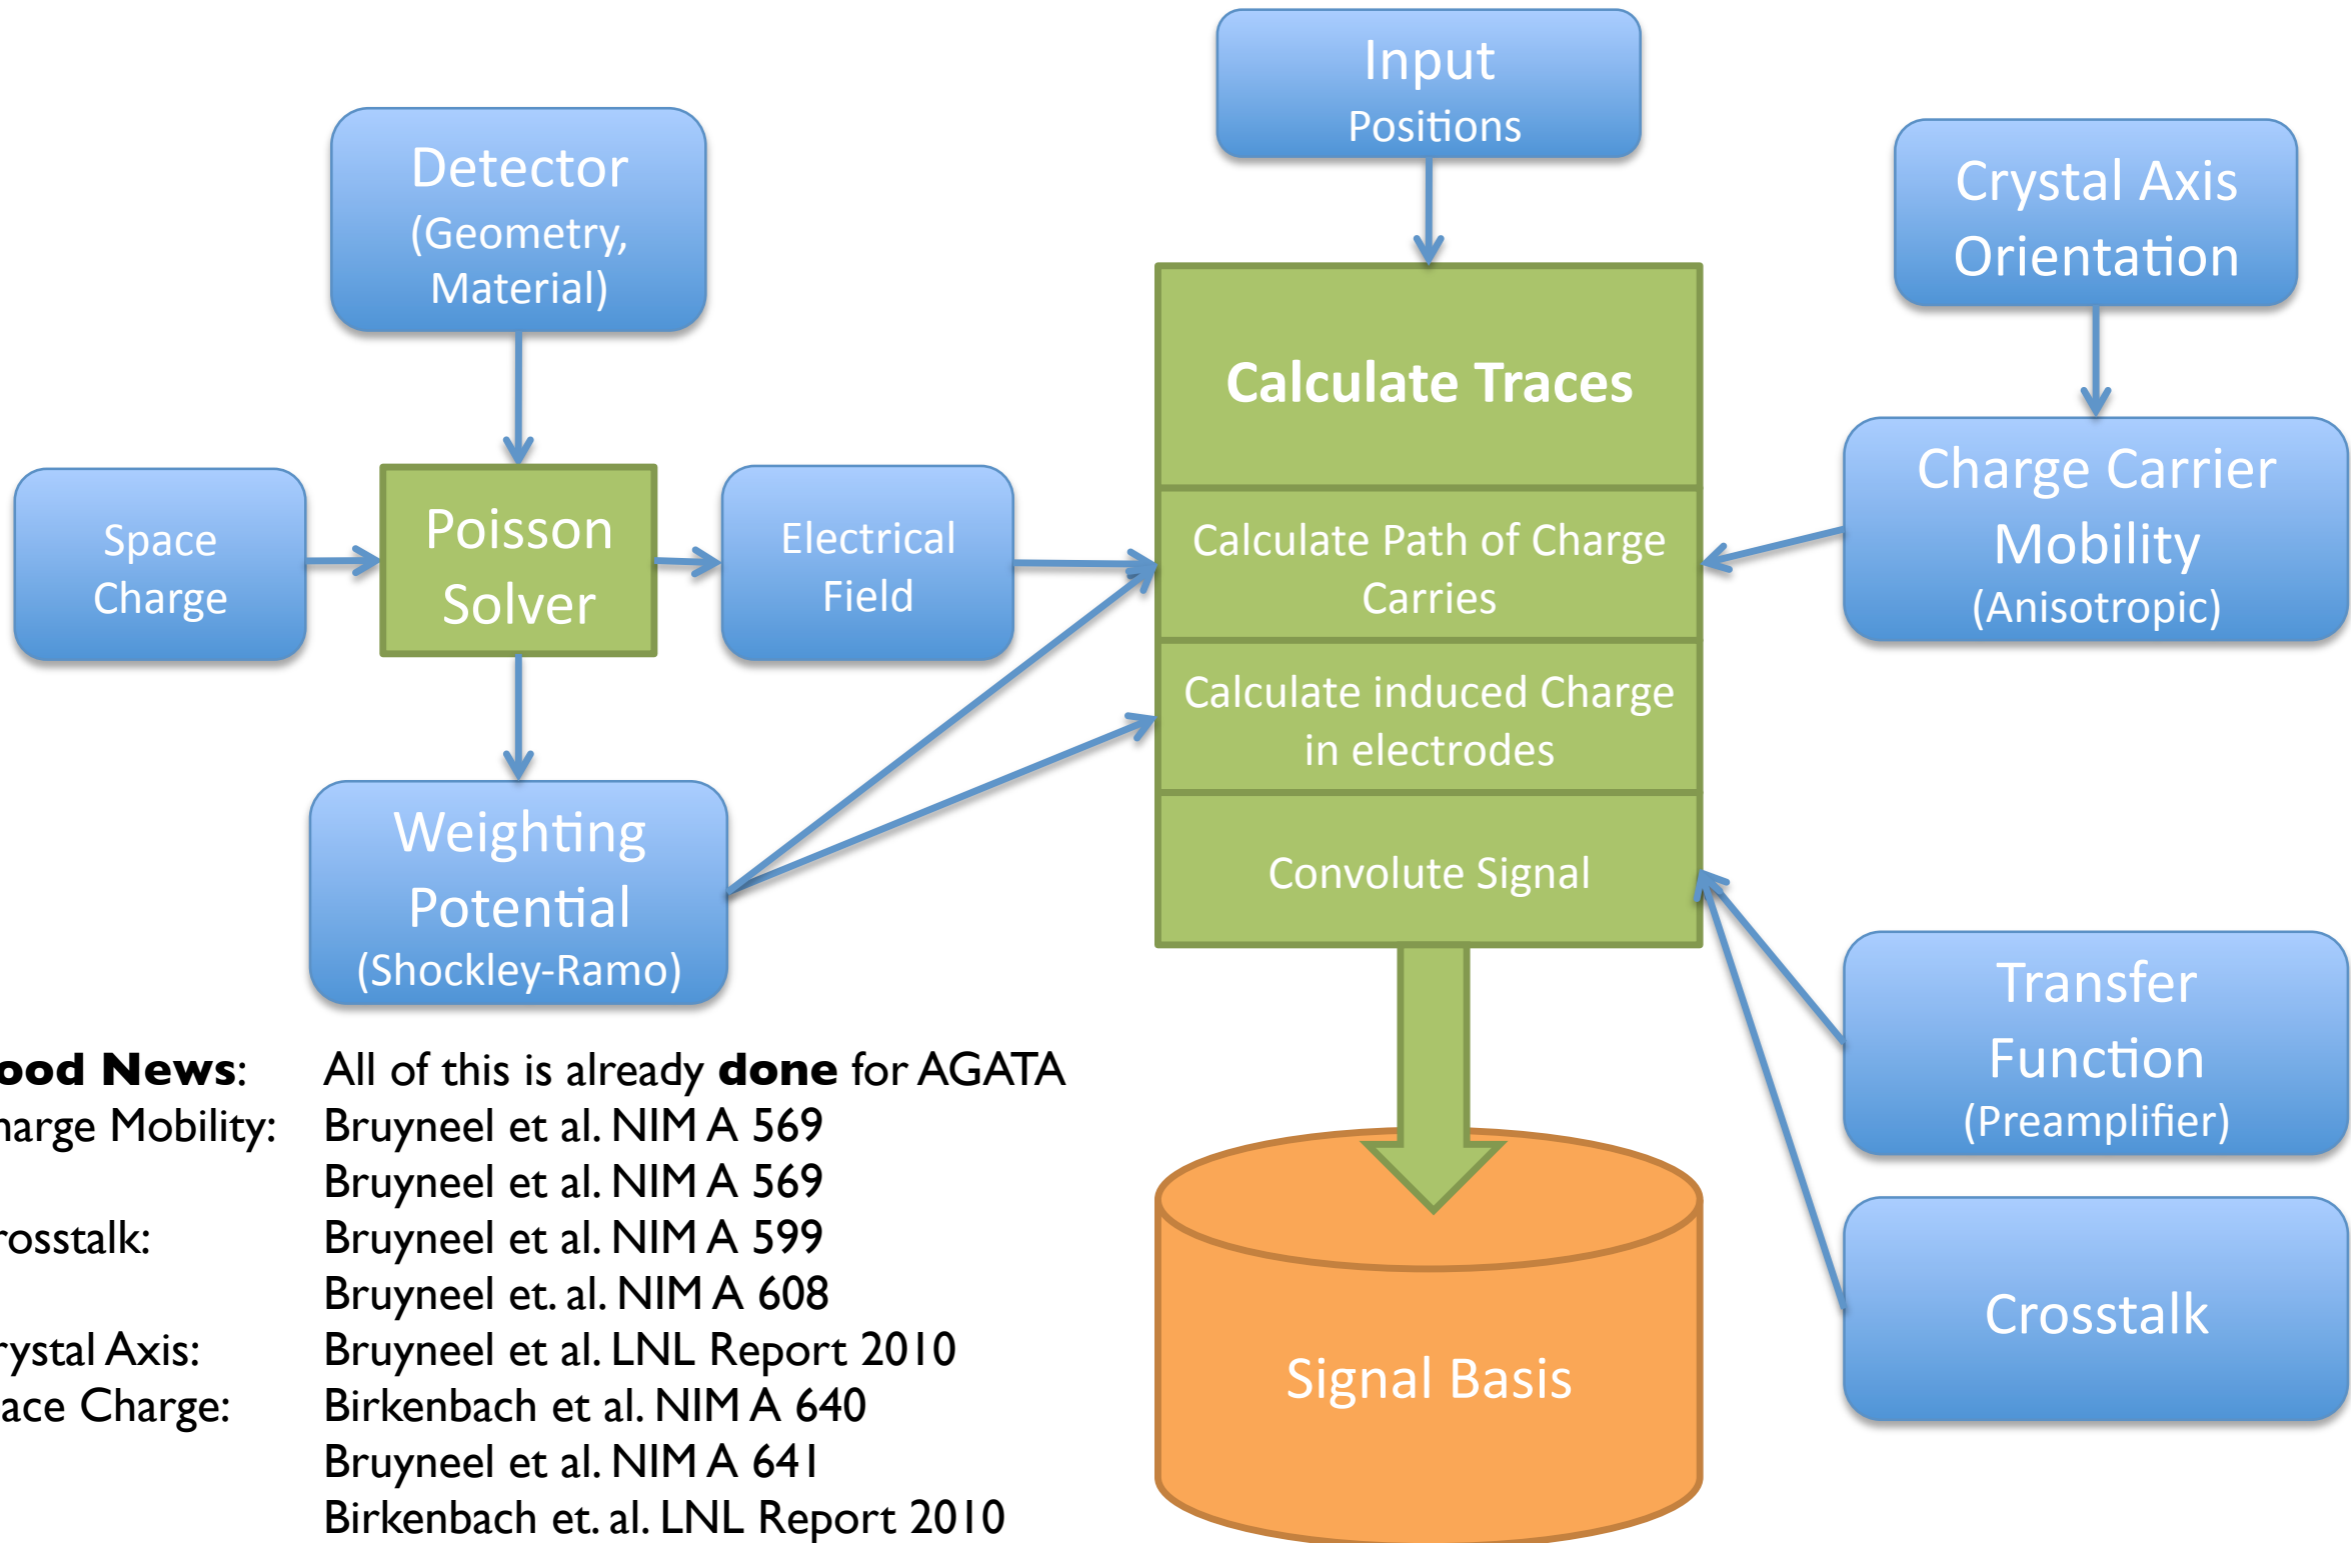 Input
Positions
Detector
(Geometry,
Material)
Crystal Axis
Orientation
Calculate Traces
Space
Charge
Poisson
Solver
Electrical
Field
Calculate Path of Charge
Carries
Charge Carrier
Mobility
(Anisotropic)
Calculate induced Charge
in electrodes
Weighting
Potential
(Shockley-Ramo)
Convolute Signal
Transfer
Function
(Preamplifier)
Crosstalk
Signal Basis
ood News: All of this is already done for AGATA
harge Mobility: Bruyneel et al. NIM A 569
Bruyneel et al. NIM A 569
rosstalk: Bruyneel et al. NIM A 599
Bruyneel et. al. NIM A 608
rystal Axis: Bruyneel et al. LNL Report 2010
ace Charge: Birkenbach et al. NIM A 640
Bruyneel et al. NIM A 641
Birkenbach et. al. LNL Report 2010